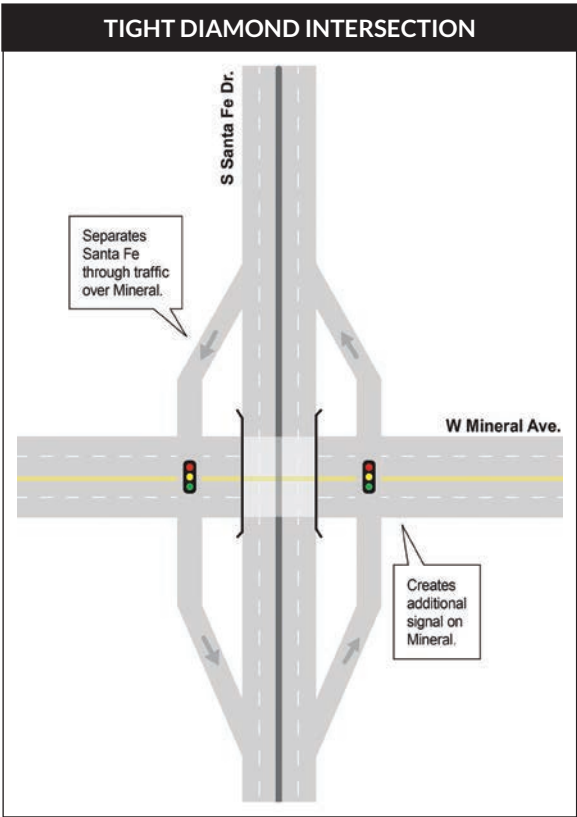 TIGHT DIAMOND INTERSECTION
S Santa Fe Dr.
Separates
Santa Fe
through traffic
over Mineral.
W Mineral Ave.
Creates
additional
signal on
Mineral.